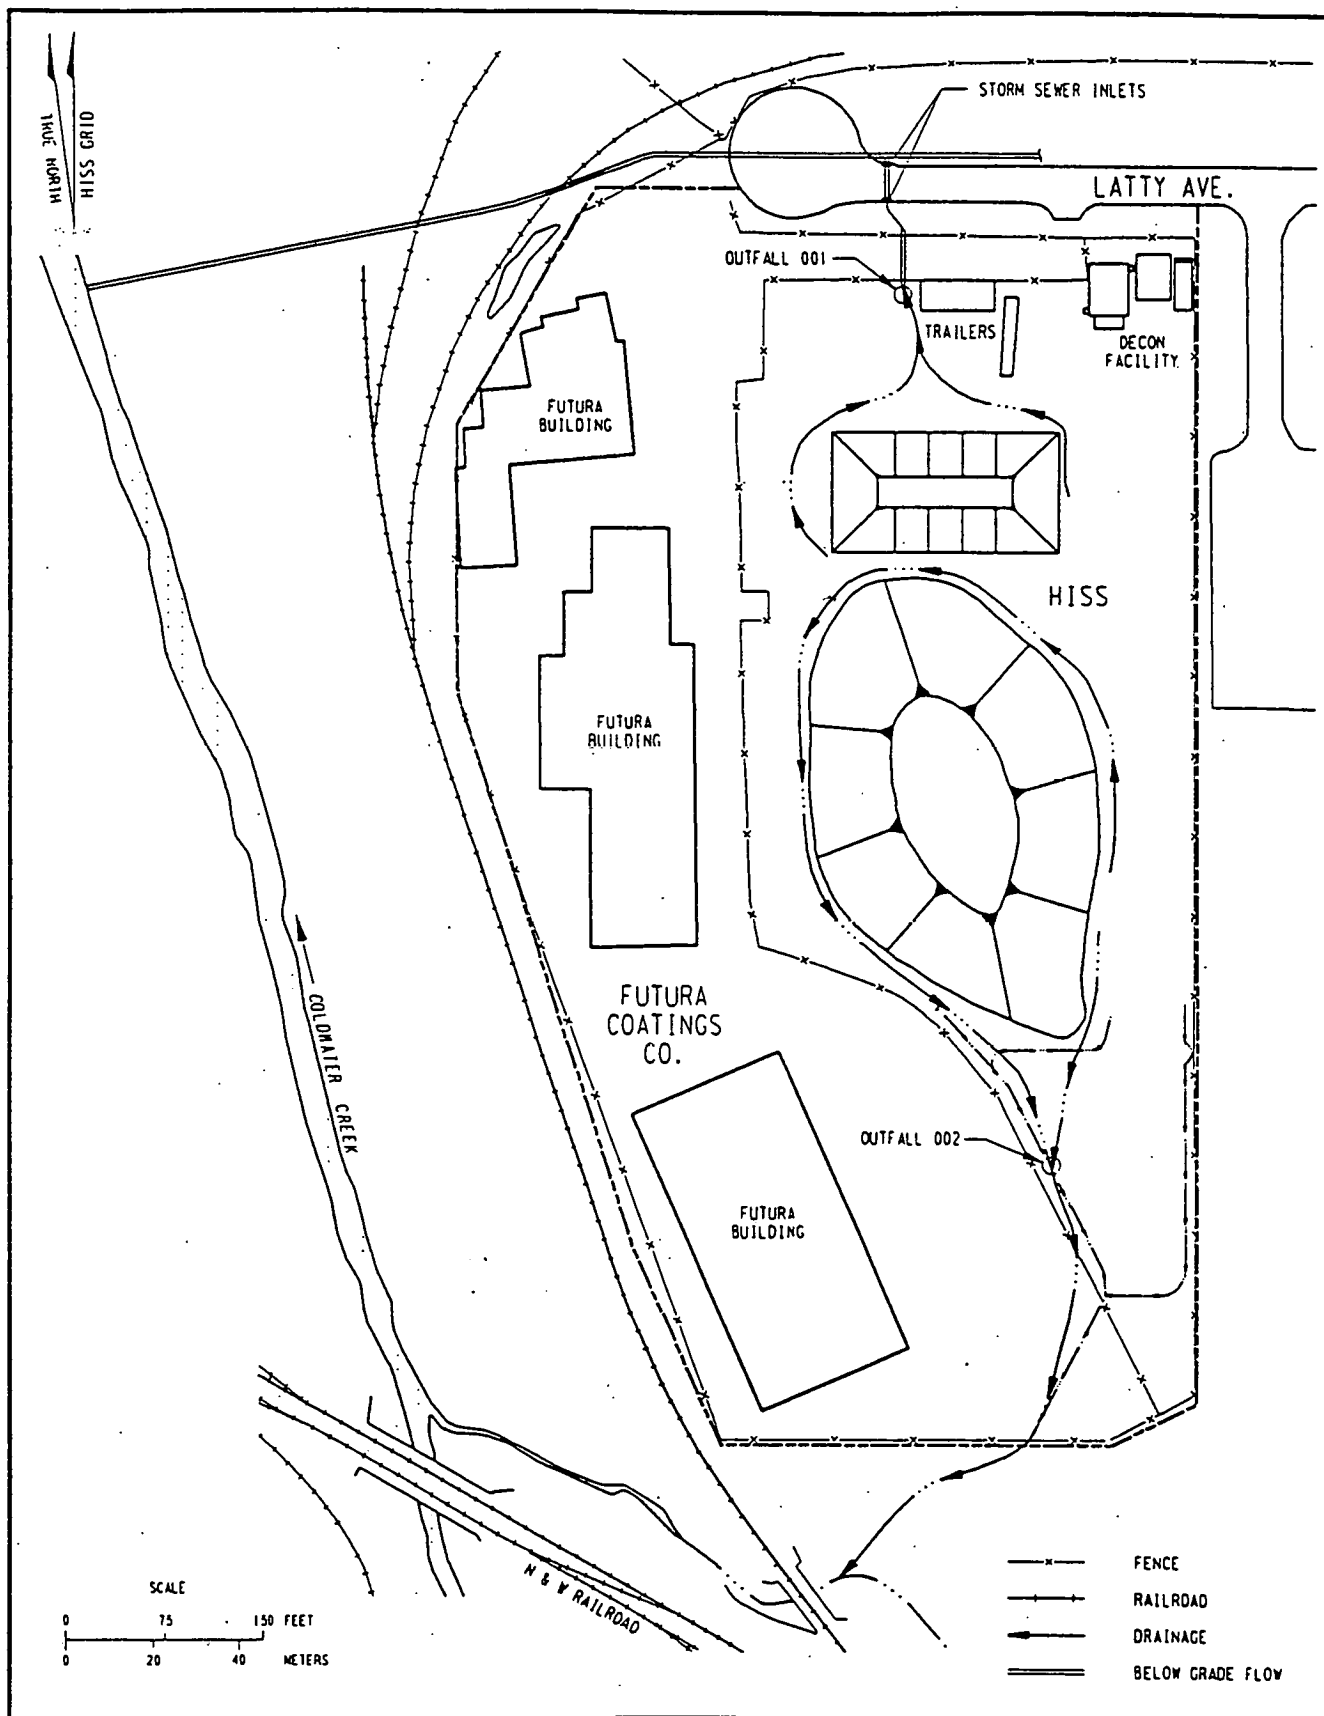 TRUE NORTH
HISS GRID
STORM SEWER INLETS
LATTY AVE.
OUTFALL 001
TRAILERS
DECON
FACILITY
FUTURA
BUILDING
HISS
FUTURA
BUILDING
FUTURA
COATINGS
CO.
COLDWATER CREEK
OUTFALL 002
FUTURA
BUILDING
N & W RAILROAD
SCALE
0 75 150 FEET
0 20 40 METERS
FENCE
RAILROAD
DRAINAGE
BELOW GRADE FLOW